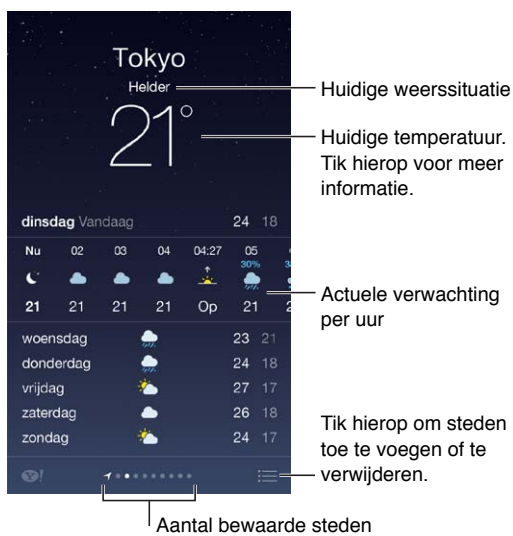 Tokyo
Helder
21°
Huidige weerssituatie
Huidige temperatuur.
Tik hierop voor meer
informatie.
dinsdag Vandaag 24 18
Nu 02 03 04 04:27 05
30%
21 21 21 21 Op 21
Actuele verwachting
per uur
woensdag 23 21
donderdag 24 18
vrijdag 27 17
zaterdag 26 18
zondag 24 17
Tik hierop om steden
toe te voegen of te
verwijderen.
Y!
Aantal bewaarde steden